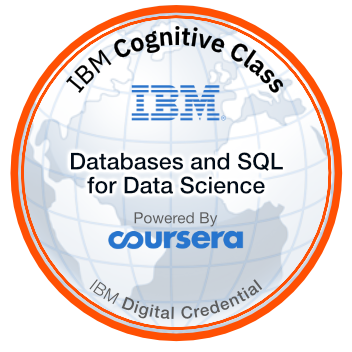 IBM Cognitive Class
IBM
Databases and SQL
for Data Science
Powered By
coursera
IBM Digital Credential